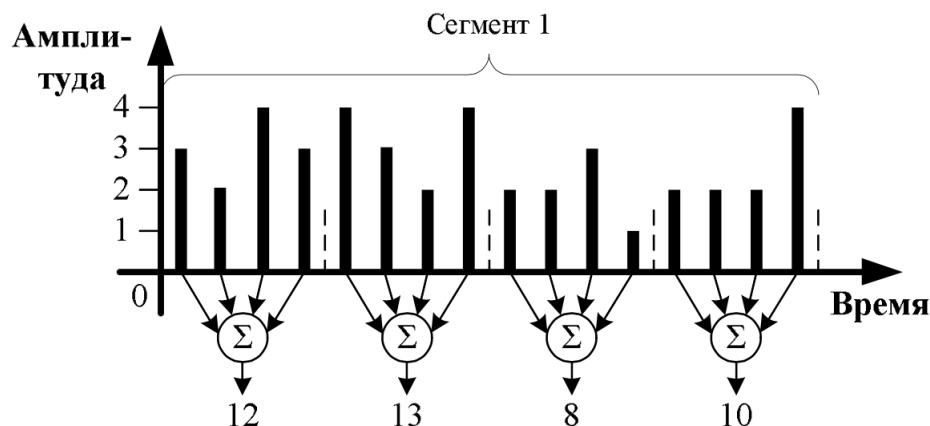 Сегмент 1
Ампли-
туда
4
3
2
1
0
Время
Σ Σ Σ Σ
12 13 8 10